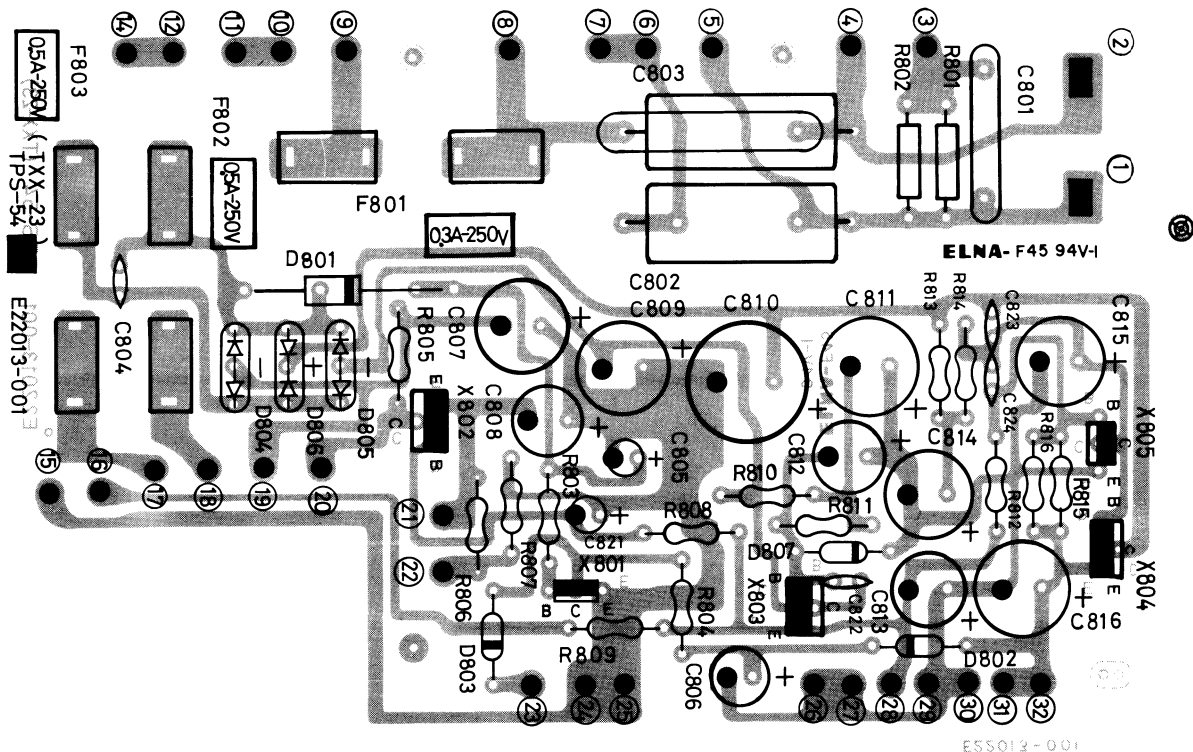 14
12
11
10
9
8
7
6
5
4
3
2
F803
0.5A-250V
(TXX-23)
TPS-54
E22013-001
F802
0.5A-250V
F801
0.3A-250V
C803
R802
R801
C801
1
ELNA- F45 94V-1
D801
C804
R805
C807
C802
C809
C810
C811
R813
R814
C823
C815
+
+
+
+
+
+
−
+
−
D804
D806
D805
E
C
B
X802
C808
C805
+
+
R810
C812
C814
C824
R816
B
C
E
X805
15
16
17
18
19
20
21
22
R803
C821
+
R808
R811
D807
R812
R815
B
C
E
X804
R806
R807
X801
B
C
E
R804
X803
B
C
E
C822
C813
+
+
+
C816
D803
R809
C806
+
D802
23
24
25
26
27
28
29
30
31
32
E22013-001